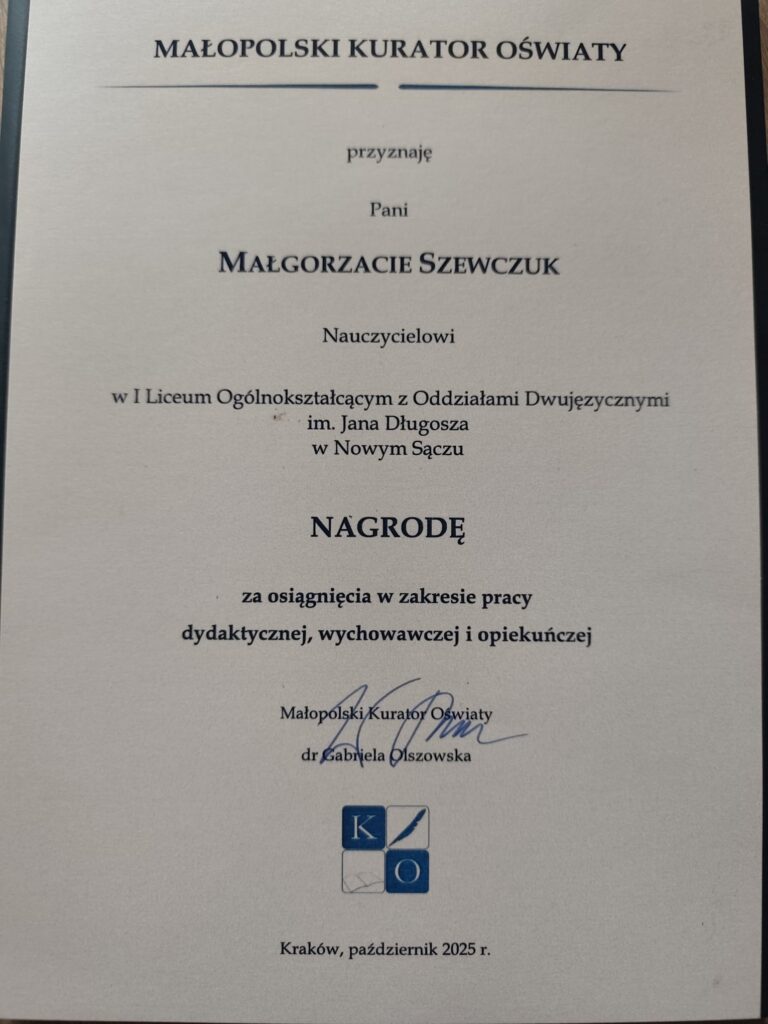 MAŁOPOLSKI KURATOR OŚWIATY
przyznaję
Pani
MAŁGORZACIE SZEWCZUK
Nauczycielowi
w I Liceum Ogólnokształcącym z Oddziałami Dwujęzycznymi
im. Jana Długosza
w Nowym Sączu
NAGRODĘ
za osiągnięcia w zakresie pracy
dydaktycznej, wychowawczej i opiekuńczej
Małopolski Kurator Oświaty
dr Gabriela Olszowska
K
O
Kraków, październik 2025 r.